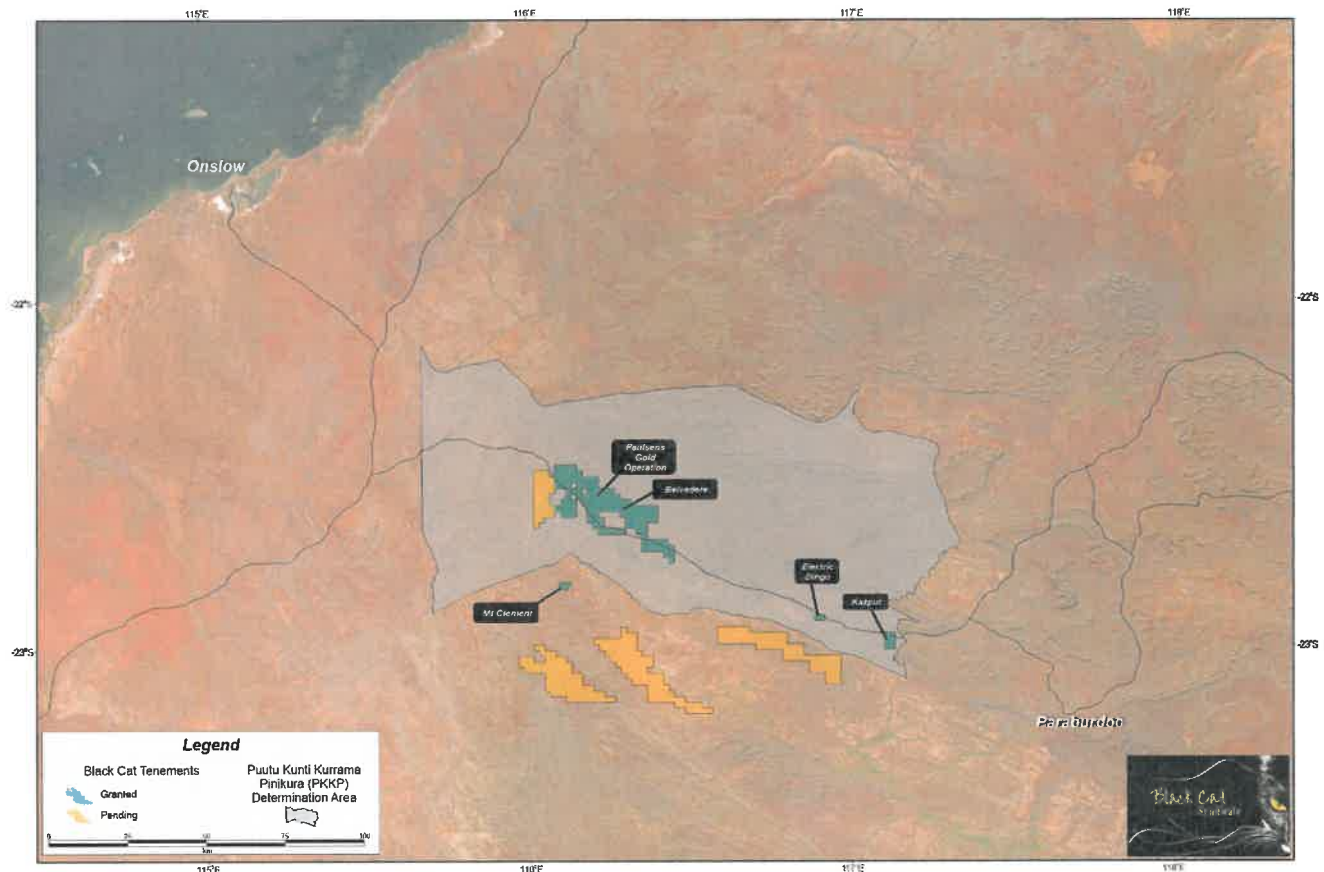 115°E
116°E
117°E
118°E
Onslow
-22°S
-22°S
Paulsens
Gold
Operation
Belvedere
Electric
Dingo
Kazput
Mt Clement
-23°S
-23°S
Paraburdoo
Legend
Black Cat Tenements
Granted
Pending
Puutu Kunti Kurrama
Pinikura (PKKP)
Determination Area
0 25 50 75 100
km
Black Cat
Syndicate
115°E
116°E
117°E
118°E